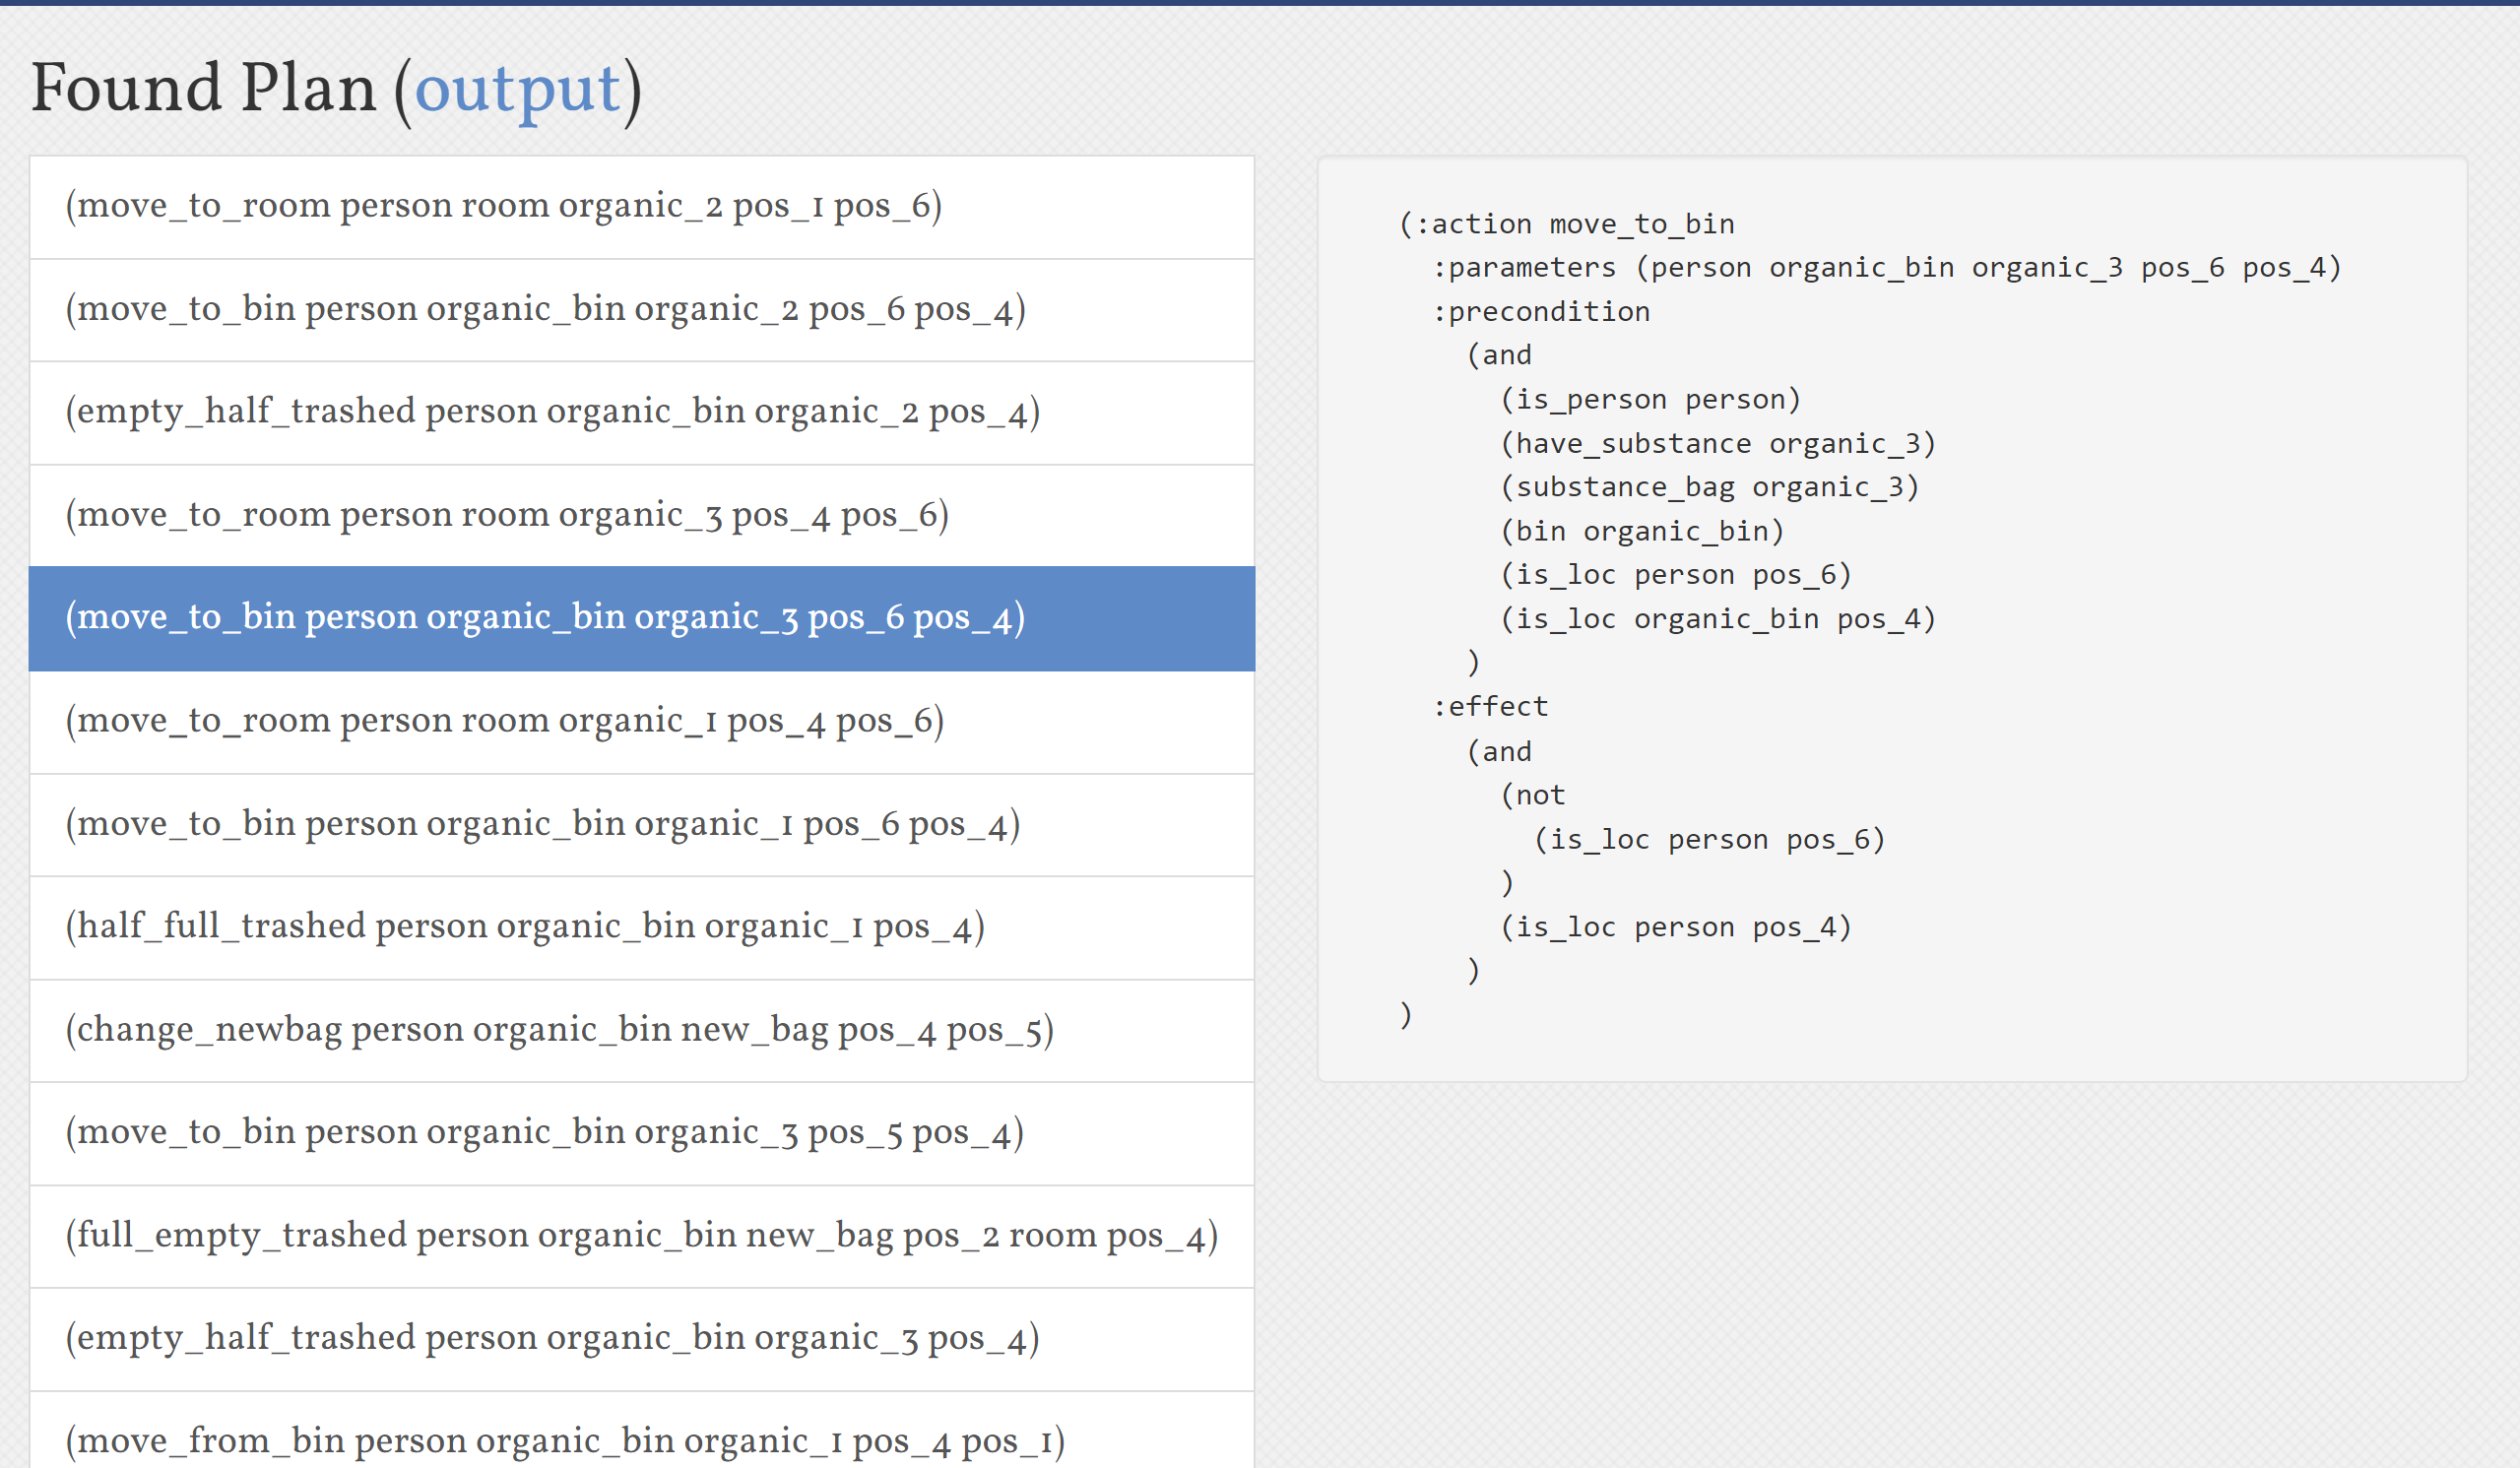 Found Plan (output)
(move_to_room person room organic_2 pos_1 pos_6)
(move_to_bin person organic_bin organic_2 pos_6 pos_4)
(empty_half_trashed person organic_bin organic_2 pos_4)
(move_to_room person room organic_3 pos_4 pos_6)
(move_to_bin person organic_bin organic_3 pos_6 pos_4)
(move_to_room person room organic_1 pos_4 pos_6)
(move_to_bin person organic_bin organic_1 pos_6 pos_4)
(half_full_trashed person organic_bin organic_1 pos_4)
(change_newbag person organic_bin new_bag pos_4 pos_5)
(move_to_bin person organic_bin organic_3 pos_5 pos_4)
(full_empty_trashed person organic_bin new_bag pos_2 room pos_4)
(empty_half_trashed person organic_bin organic_3 pos_4)
(move_from_bin person organic_bin organic_1 pos_4 pos_1)
(:action move_to_bin
:parameters (person organic_bin organic_3 pos_6 pos_4)
:precondition
(and
(is_person person)
(have_substance organic_3)
(substance_bag organic_3)
(bin organic_bin)
(is_loc person pos_6)
(is_loc organic_bin pos_4)
)
:effect
(and
(not
(is_loc person pos_6)
)
(is_loc person pos_4)
)
)